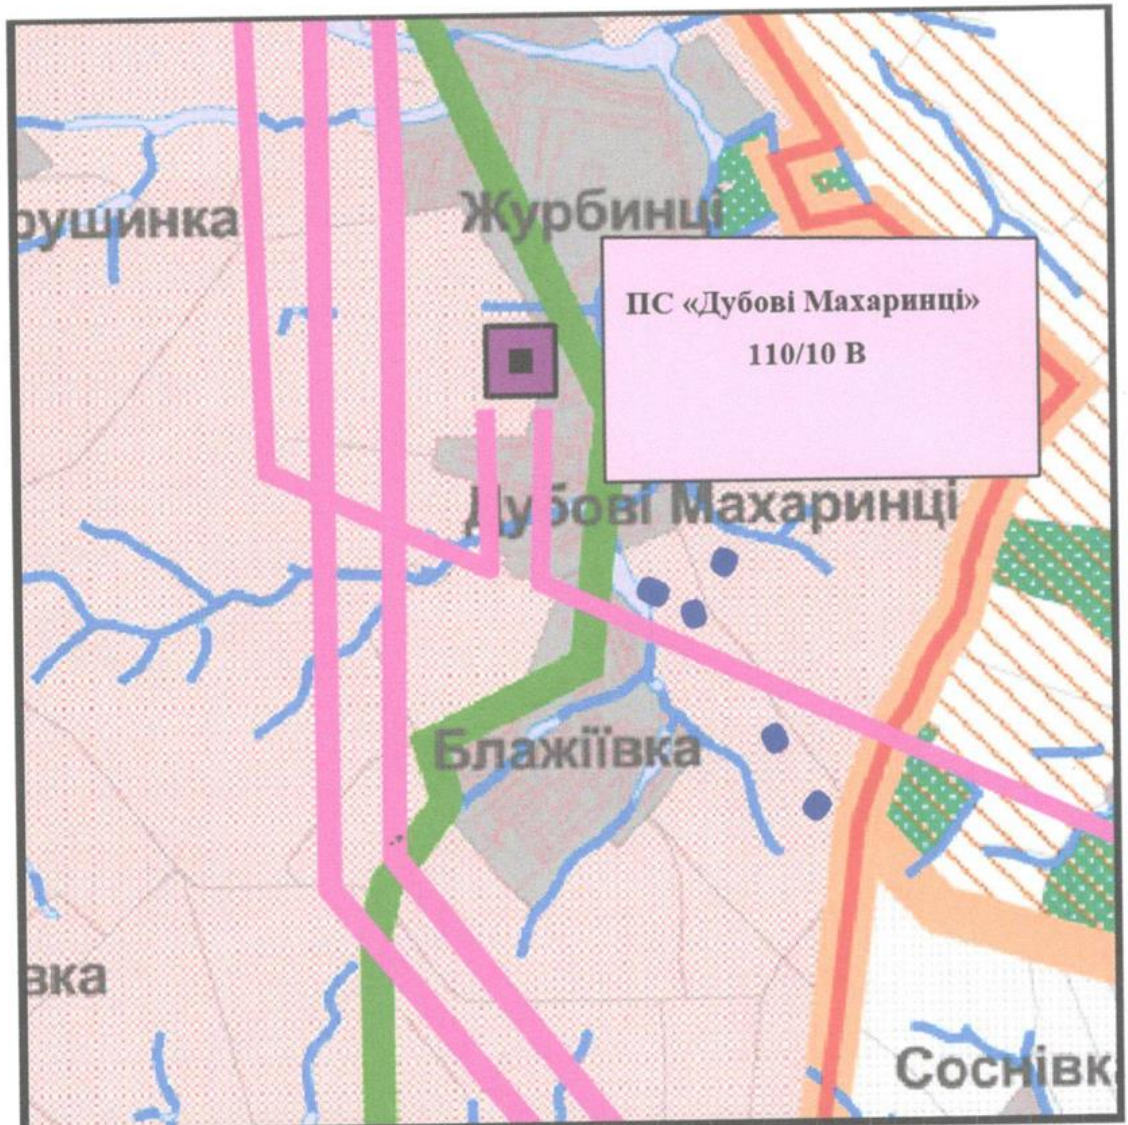 рушинка
Журбинці
ПС «Дубові Махаринці»
110/10 В
Дубові Махаринці
Блажіївка
вка
Соснівк